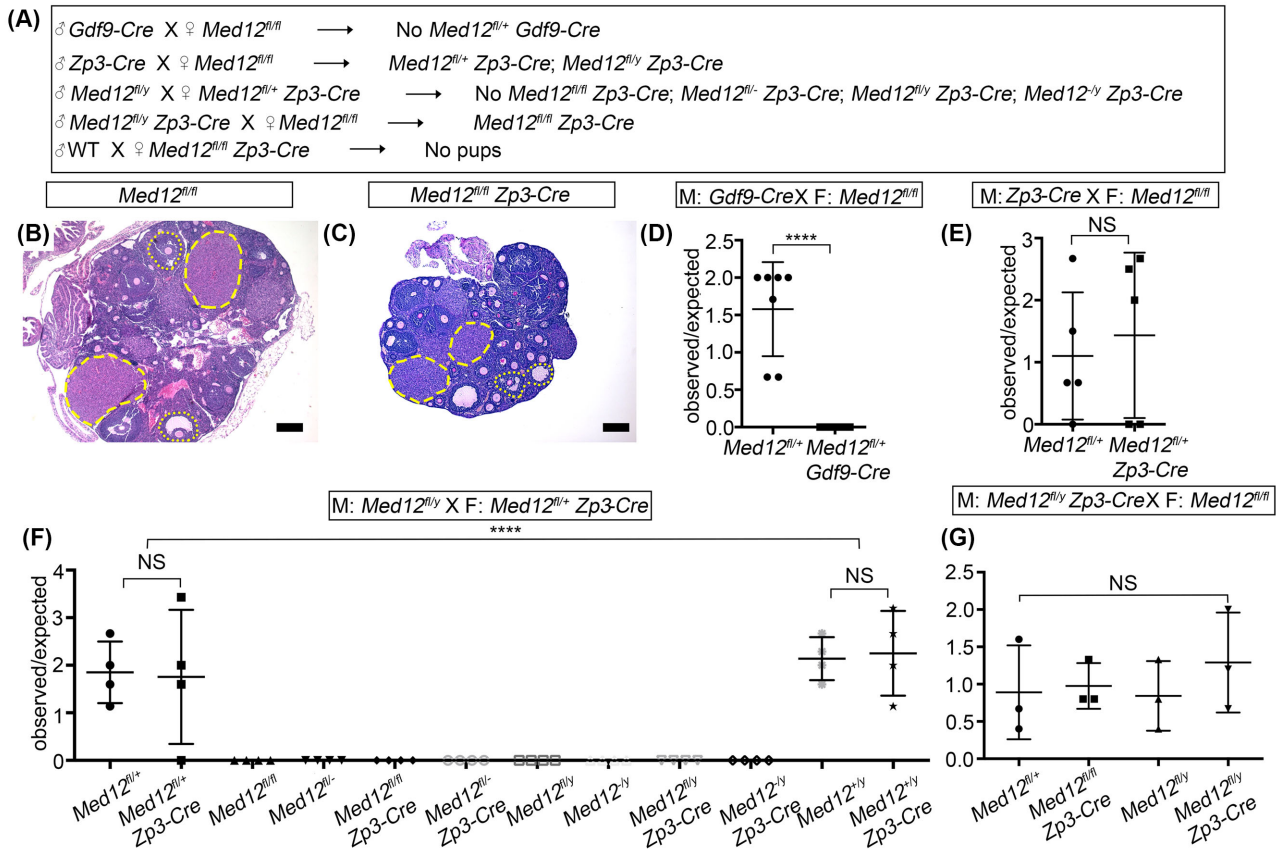 (A)
♂ Gdf9-Cre X ♀ Med12fl/fl → No Med12fl/+ Gdf9-Cre
♂ Zp3-Cre X ♀ Med12fl/fl → Med12fl/+ Zp3-Cre; Med12fl/y Zp3-Cre
♂ Med12fl/y X ♀ Med12fl/+ Zp3-Cre → No Med12fl/fl Zp3-Cre; Med12fl/- Zp3-Cre; Med12fl/y Zp3-Cre; Med12-/y Zp3-Cre
♂ Med12fl/y Zp3-Cre X ♀ Med12fl/fl → Med12fl/fl Zp3-Cre
♂ WT X ♀ Med12fl/fl Zp3-Cre → No pups
Med12fl/fl
(B)
Med12fl/fl Zp3-Cre
(C)
M: Gdf9-CreX F: Med12fl/fl
(D)
observed/expected
2.5
2.0
1.5
1.0
0.5
0.0
****
Med12fl/+
Med12fl/+
Gdf9-Cre
M: Zp3-Cre X F: Med12fl/fl
(E)
observed/expected
3
2
1
0
NS
Med12fl/+
Med12fl/+
Zp3-Cre
M: Med12fl/y X F: Med12fl/+ Zp3-Cre
(F)
****
observed/expected
4
3
2
1
0
NS
NS
Med12fl/+
Med12fl/+
Zp3-Cre
Med12fl/fl
Med12fl/-
Med12fl/fl
Zp3-Cre
Med12fl/-
Zp3-Cre
Med12fl/y
Med12-/y
Med12fl/y
Zp3-Cre
Med12-/y
Zp3-Cre
Med12+/y
Med12+/y
Zp3-Cre
M: Med12fl/y Zp3-CreX F: Med12fl/fl
(G)
2.5
2.0
1.5
1.0
0.5
0.0
NS
Med12fl/+
Med12fl/fl
Zp3-Cre
Med12fl/y
Med12fl/y
Zp3-Cre